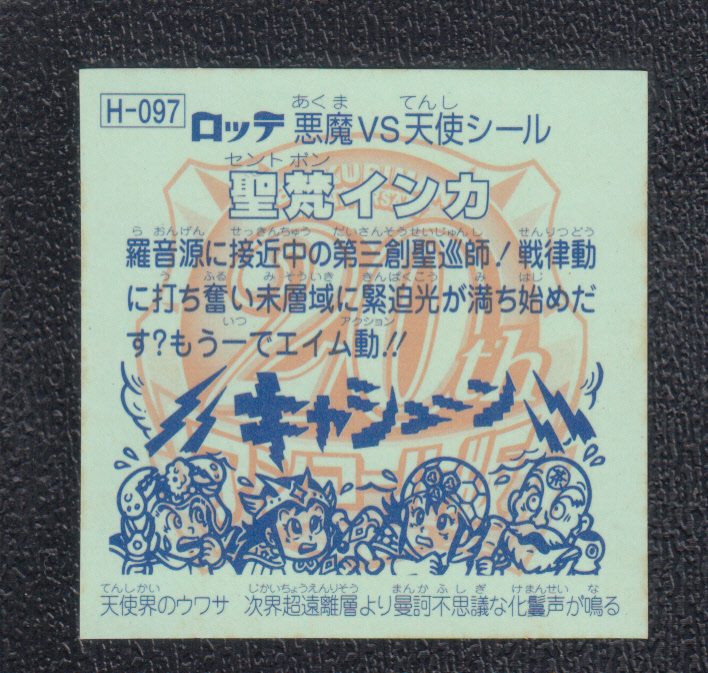 H-097
ロッテ 悪魔VS天使シール
あくま てんし
セント ボン
聖梵インカ
ら おんげん せっきんちゅう だいさんそうせいじゅんし せんりつどう
羅音源に接近中の第三創聖巡師！戦律動
う ふる み そういき きんぱくこう み はじ
に打ち奮い末層域に緊迫光が満ち始めだ
いつ アクション
す？もう一でエイム動！！
20th
キャシューン
てんしかい じかいちょうえんりそう まんか ふしぎ けまんせい な
天使界のウワサ 次界超遠離層より曼訶不思議な化鬘声が鳴る